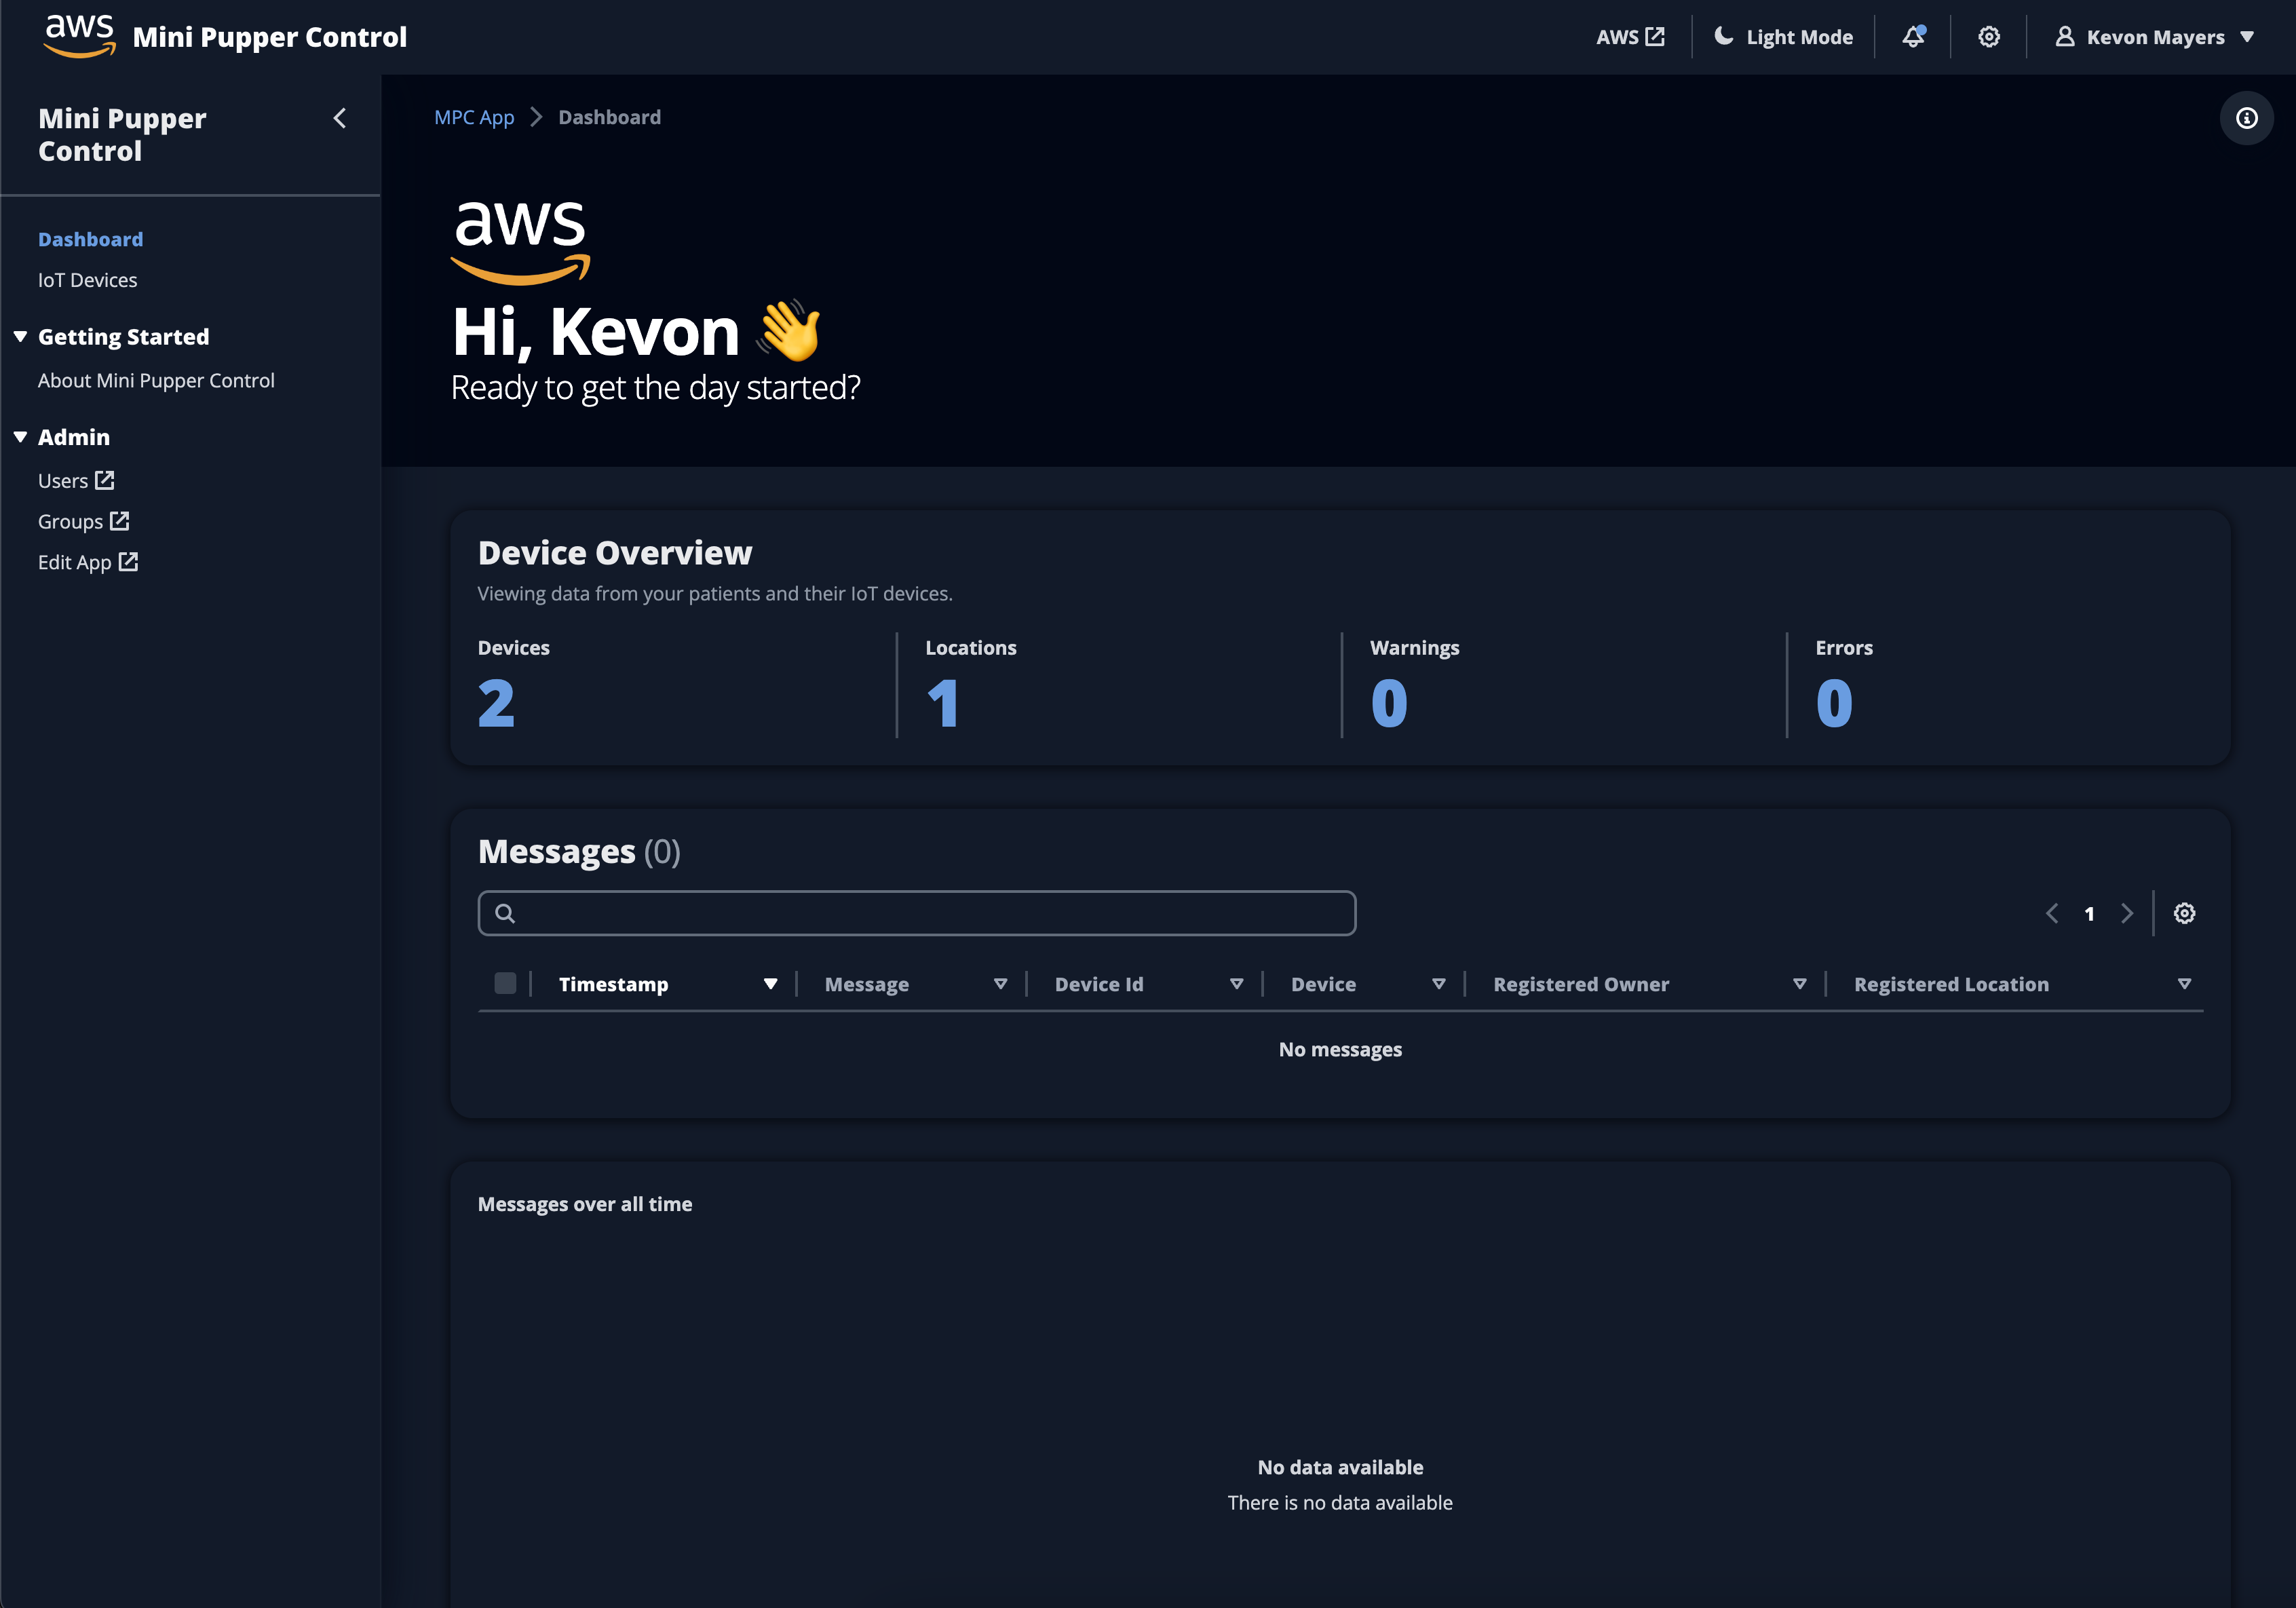 aws Mini Pupper Control
AWS
Light Mode
Kevon Mayers
Mini Pupper
Control
Dashboard
IoT Devices
Getting Started
About Mini Pupper Control
Admin
Users
Groups
Edit App
MPC App Dashboard
aws
Hi, Kevon 👋
Ready to get the day started?
Device Overview
Viewing data from your patients and their IoT devices.
Devices Locations Warnings Errors
2 1 0 0
Messages (0)
1
Timestamp Message Device Id Device Registered Owner Registered Location
No messages
Messages over all time
No data available
There is no data available